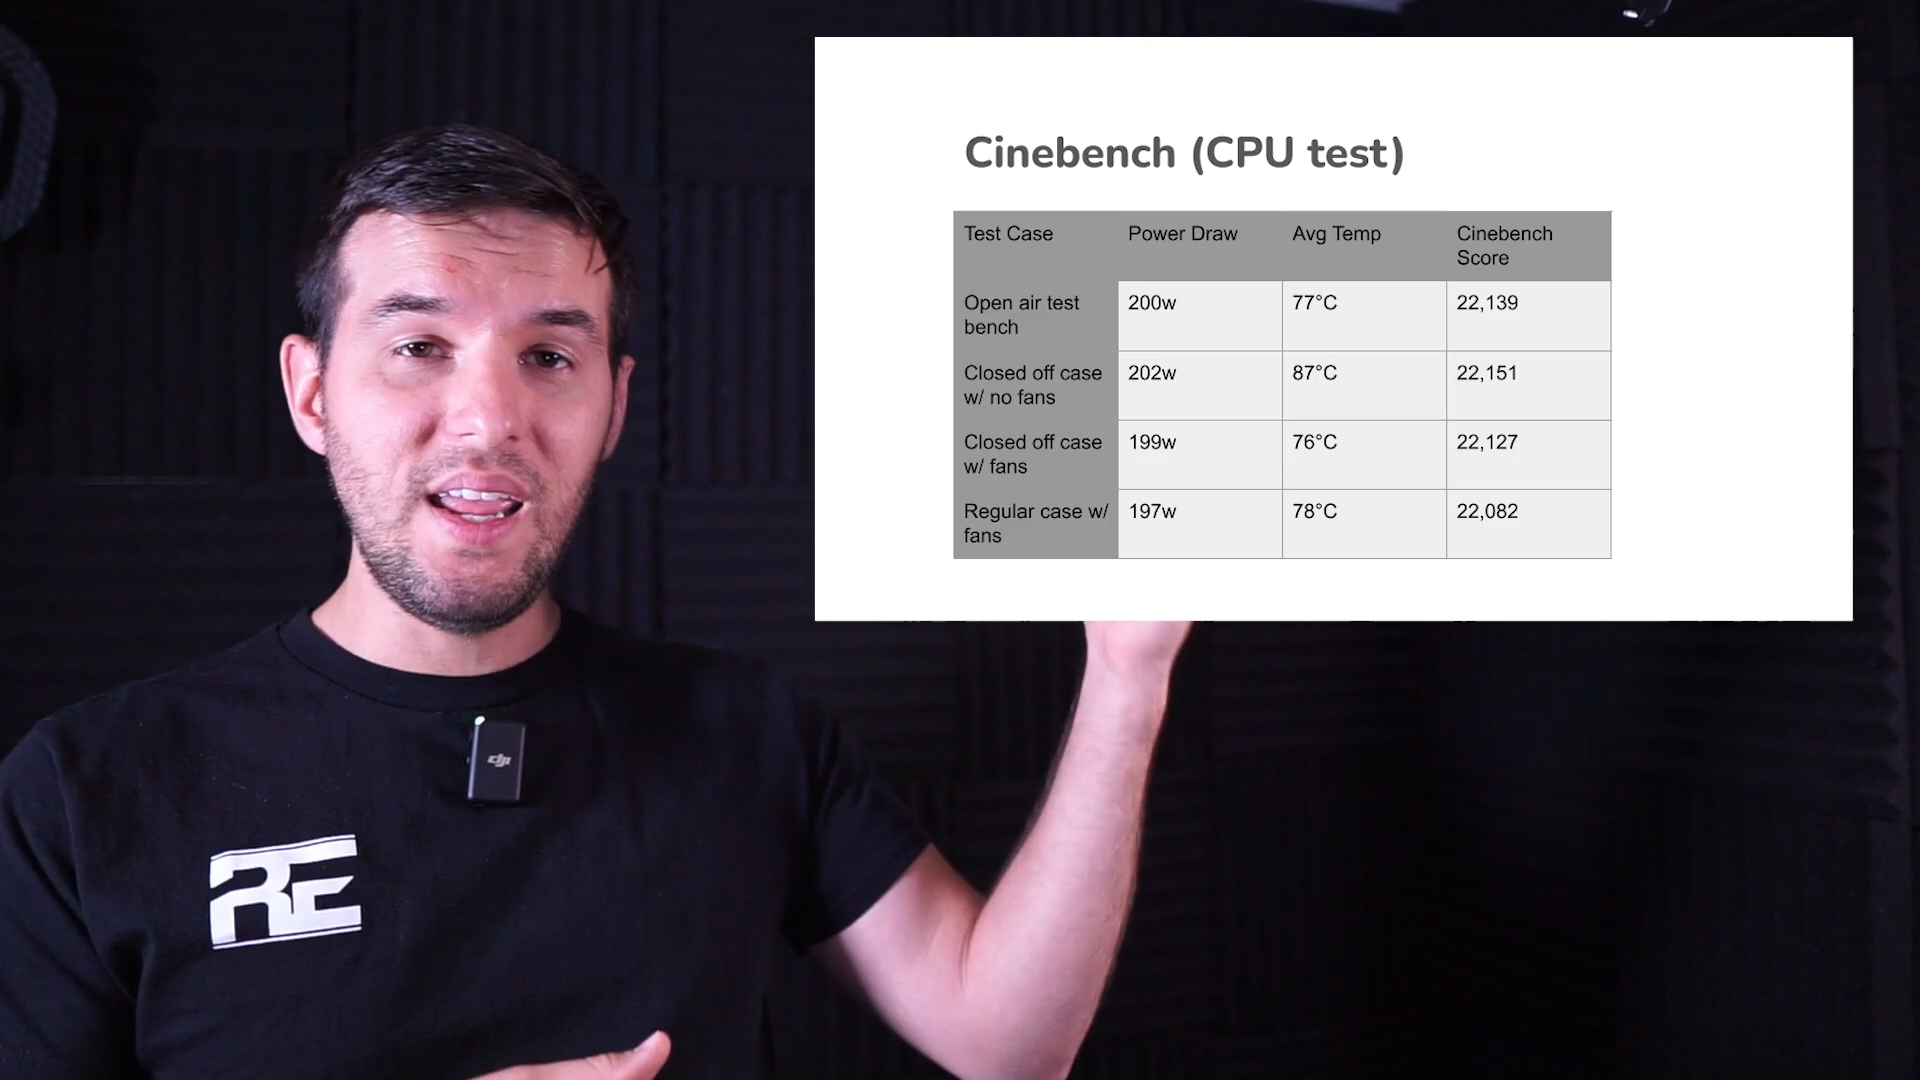 Cinebench (CPU test)
Test Case Power Draw Avg Temp Cinebench
Score
Open air test
bench 200w 77°C 22,139
Closed off case
w/ no fans 202w 87°C 22,151
Closed off case
w/ fans 199w 76°C 22,127
Regular case w/
fans 197w 78°C 22,082
dji
RE